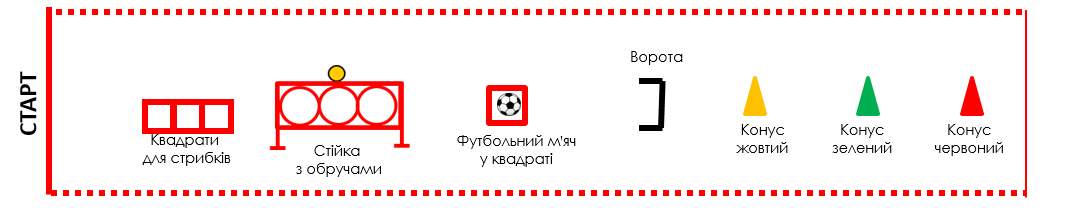 СТАРТ
Квадрати
для стрибків
Стійка
з обручами
Футбольний м'яч
у квадраті
Ворота
Конус
жовтий
Конус
зелений
Конус
червоний